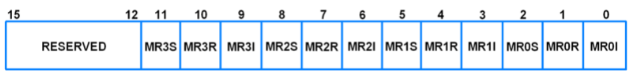 15 12 11 10 9 8 7 6 5 4 3 2 1 0
RESERVED MR3S MR3R MR3I MR2S MR2R MR2I MR1S MR1R MR1I MR0S MR0R MR0I